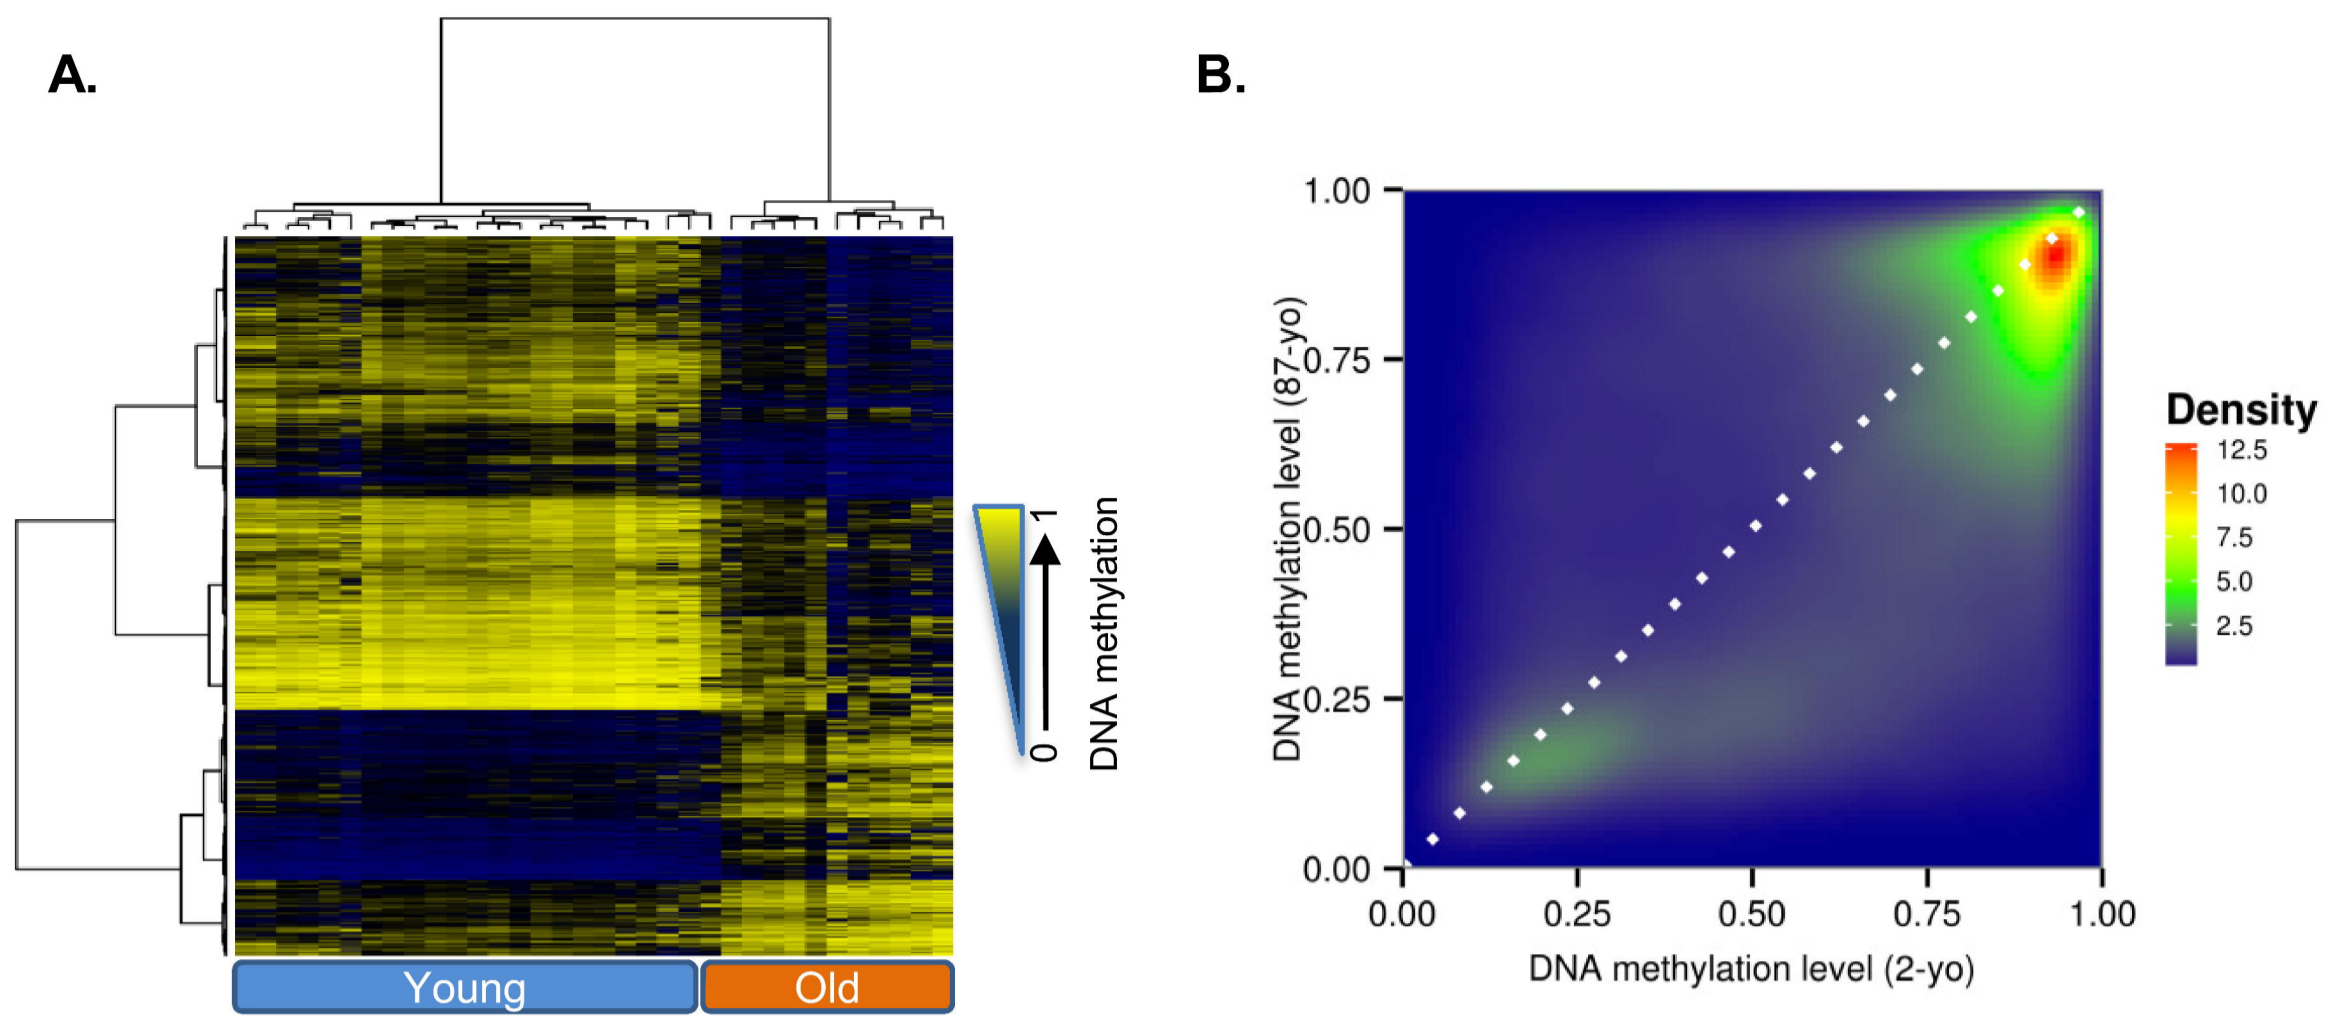 A.
B.
Young
Old
0
1
DNA methylation
DNA methylation level (87-yo)
1.00
0.75
0.50
0.25
0.00
0.00 0.25 0.50 0.75 1.00
DNA methylation level (2-yo)
Density
12.5
10.0
7.5
5.0
2.5